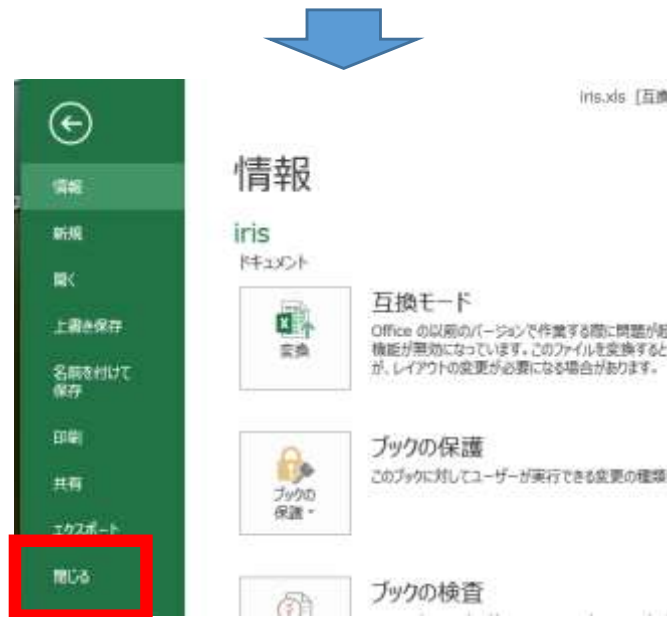 iris.xls [互換
情報
情報
新規
iris
ドキュメント
開く
上書き保存
互換モード
Office の以前のバージョンで作業する際に問題が起
機能が無効になっています。このファイルを変換すると
が、レイアウトの変更が必要になる場合があります。
変換
名前を付けて
保存
印刷
ブックの保護
このブックに対してユーザーが実行できる変更の種類
共有
ブックの
保護
エクスポート
閉じる
ブックの検査